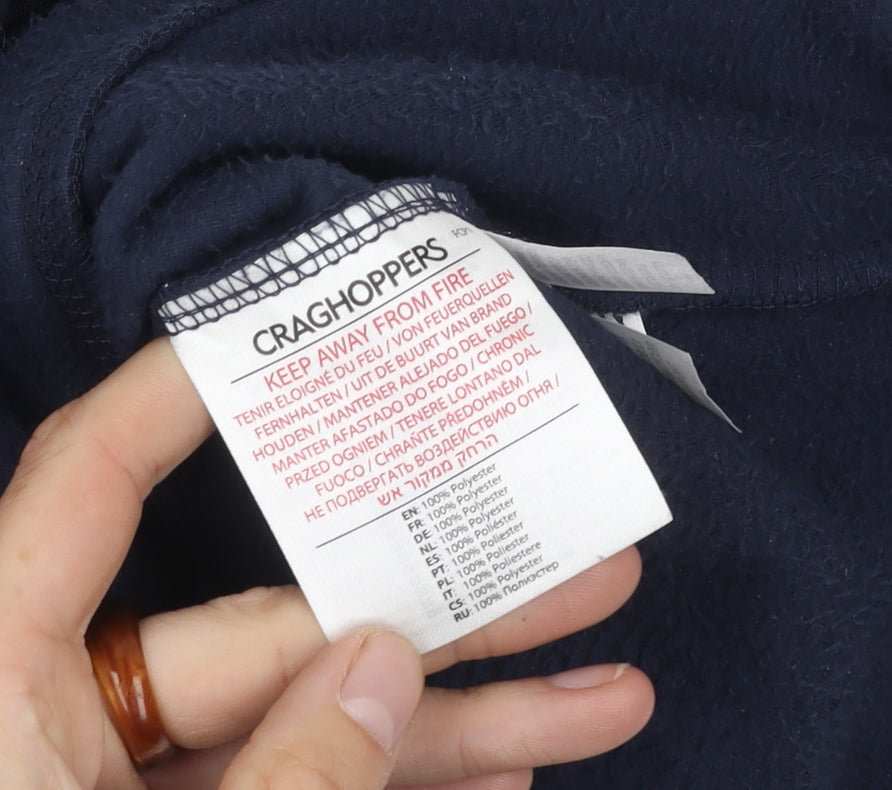 CRAGHOPPERS
KEEP AWAY FROM FIRE
TENIR ELOIGNÉ DU FEU / VON FEUERQUELLEN
FERNHALTEN / UIT DE BUURT VAN BRAND
HOUDEN / MANTENER ALEJADO DEL FUEGO /
MANTER AFASTADO DO FOGO / CHRONIC
PRZED OGNIEM / TENERE LONTANO DAL
FUOCO / CHRAŇTE PŘEDOHNĚM /
НЕ ПОДВЕРГАТЬ ВОЗДЕЙСТВИЮ ОГНЯ /
הרחק ממקור אש
EN: 100% Polyester
FR: 100% Polyester
DE: 100% Polyester
NL: 100% Polyester
ES: 100% Poliéster
PT: 100% Poliester
PL: 100% Poliester
IT: 100% Poliestere
CS: 100% Polyester
RU: 100% Полиэстер